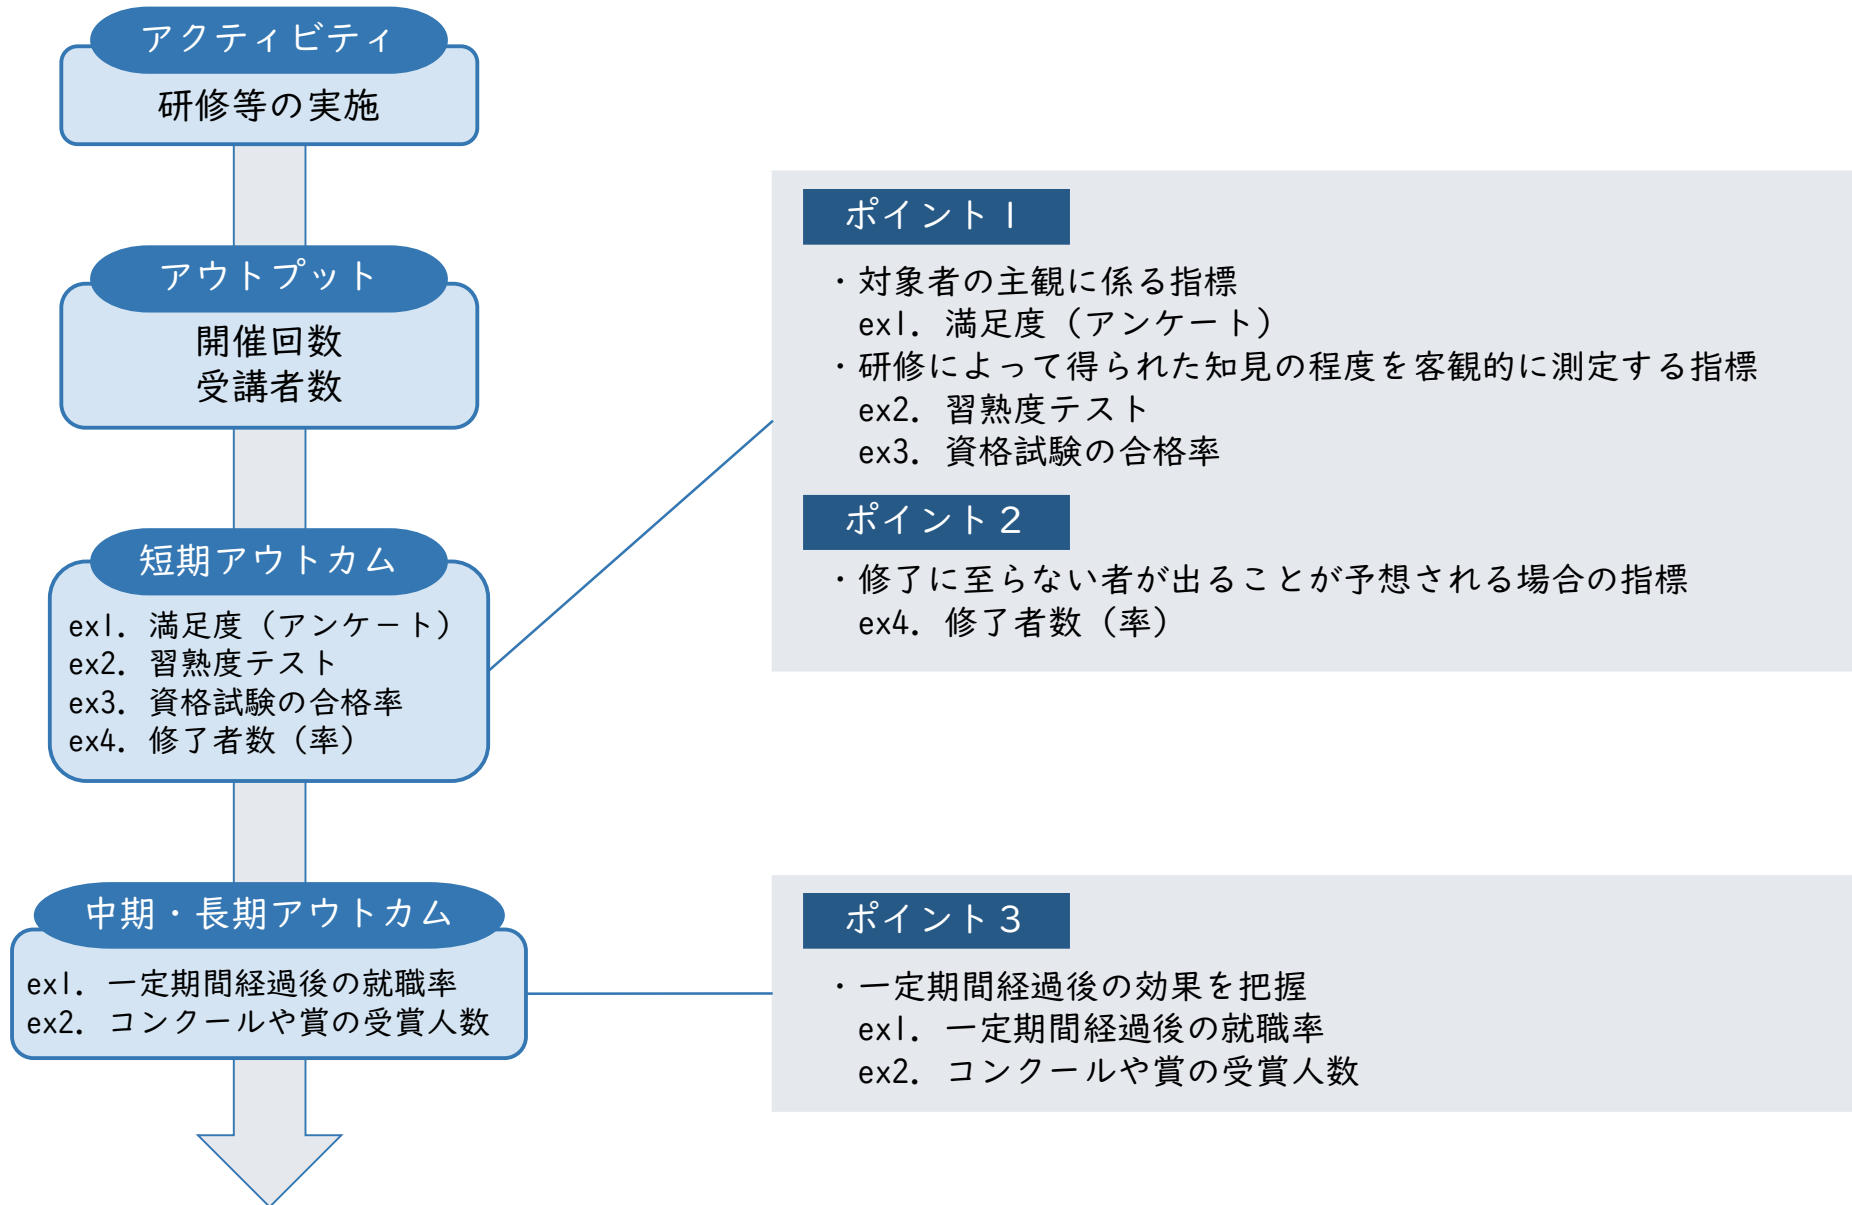 アクティビティ
研修等の実施
アウトプット
開催回数
受講者数
短期アウトカム
ex1. 満足度（アンケート）
ex2. 習熟度テスト
ex3. 資格試験の合格率
ex4. 修了者数（率）
中期・長期アウトカム
ex1. 一定期間経過後の就職率
ex2. コンクールや賞の受賞人数
ポイント1
・対象者の主観に係る指標
ex1. 満足度（アンケート）
・研修によって得られた知見の程度を客観的に測定する指標
ex2. 習熟度テスト
ex3. 資格試験の合格率
ポイント2
・修了に至らない者が出ることが予想される場合の指標
ex4. 修了者数（率）
ポイント3
・一定期間経過後の効果を把握
ex1. 一定期間経過後の就職率
ex2. コンクールや賞の受賞人数